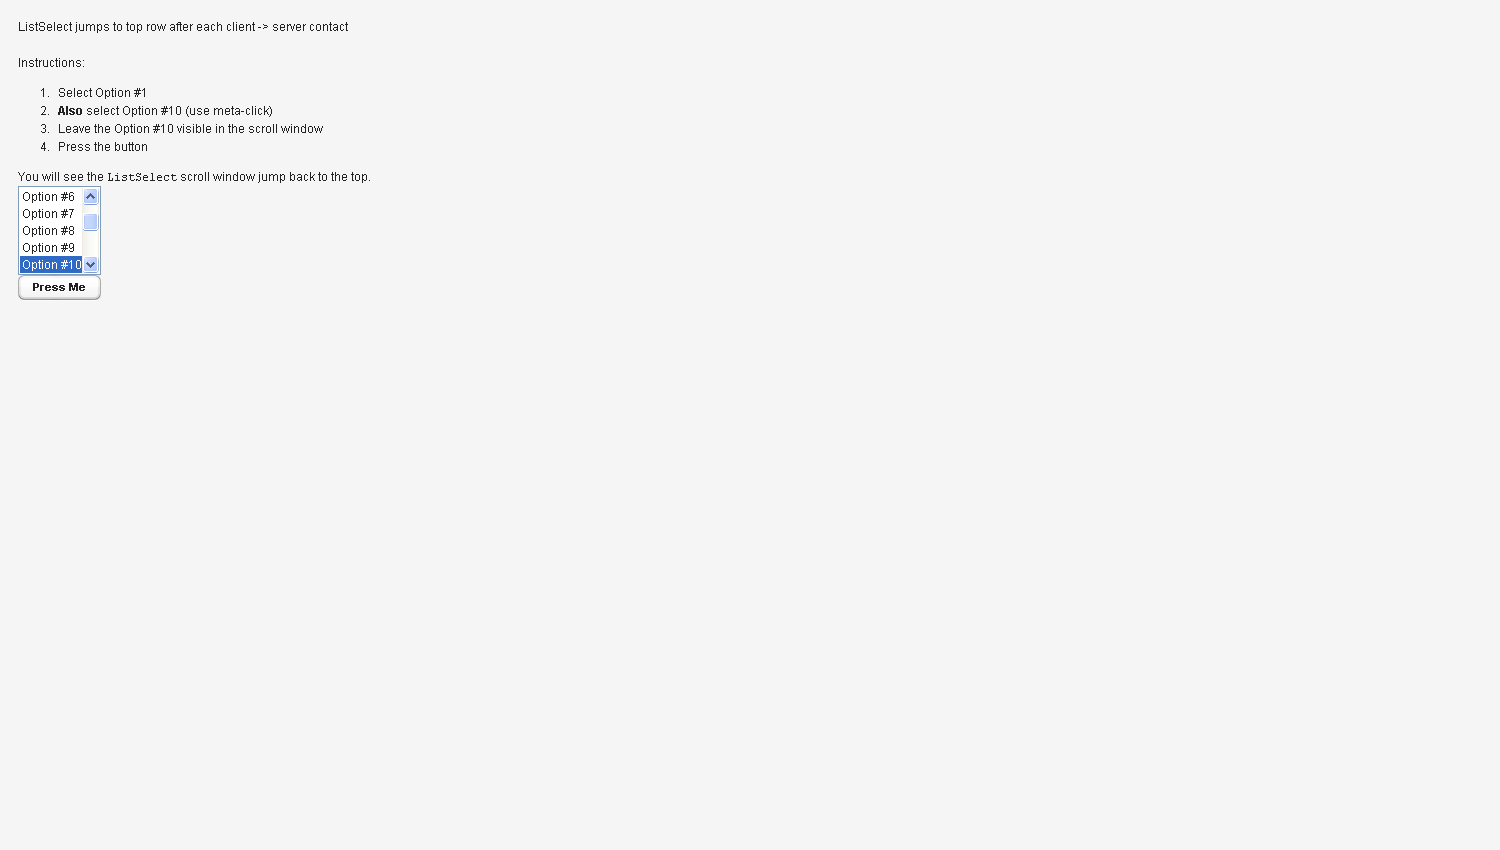 ListSelect jumps to top row after each client -> server contact
Instructions:
1. Select Option #1
2. Also select Option #10 (use meta-click)
3. Leave the Option #10 visible in the scroll window
4. Press the button
You will see the ListSelect scroll window jump back to the top.
Option #6
Option #7
Option #8
Option #9
Option #10
Press Me